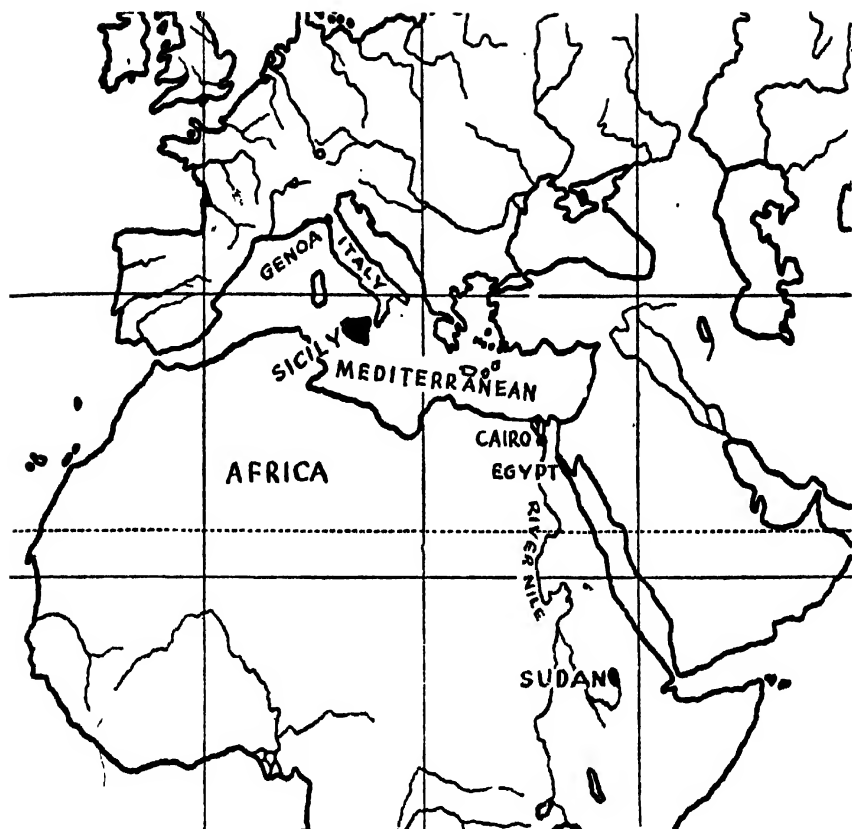 GENOA
ITALY
SICILY
MEDITERRANEAN
CAIRO
EGYPT
AFRICA
RIVER NILE
SUDAN